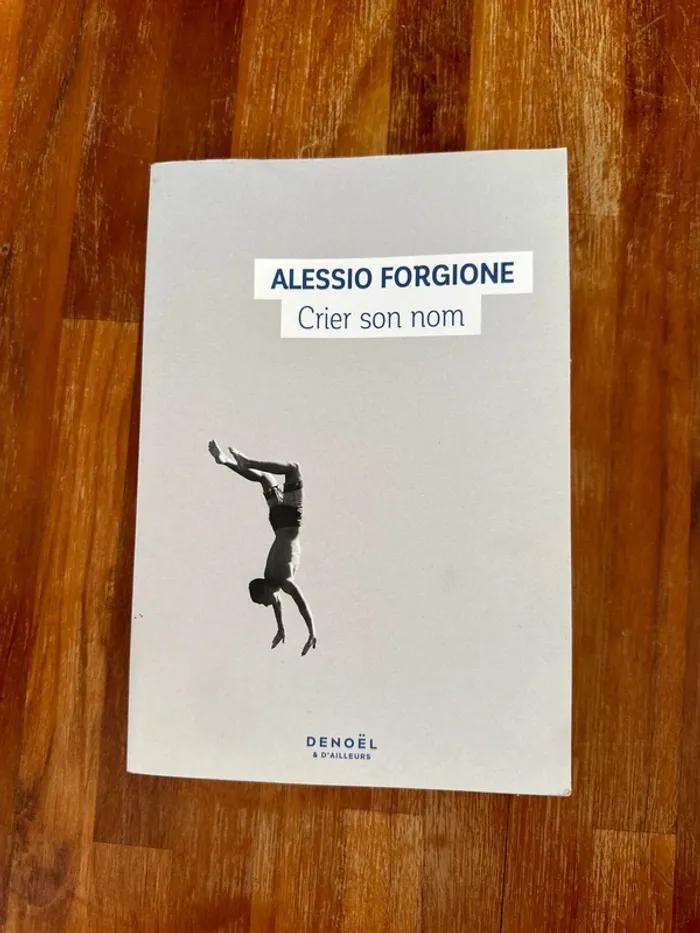 ALESSIO FORGIONE
Crier son nom
DENOËL
& D'AILLEURS